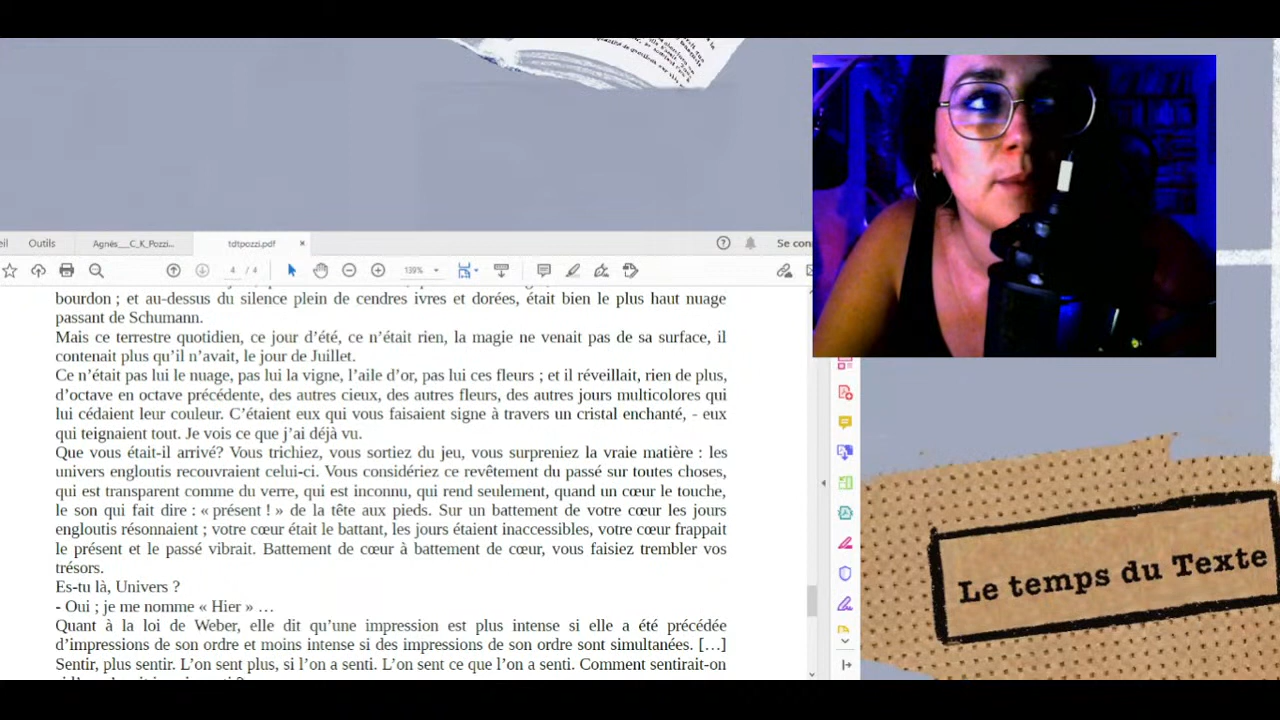 eil Outils Agnès___C_K_Pozzi... tdtpozzi.pdf × Se con
4 / 4 139%
bourdon ; et au-dessus du silence plein de cendres ivres et dorées, était bien le plus haut nuage
passant de Schumann.
Mais ce terrestre quotidien, ce jour d’été, ce n’était rien, la magie ne venait pas de sa surface, il
contenait plus qu’il n’avait, le jour de Juillet.
Ce n’était pas lui le nuage, pas lui la vigne, l’aile d’or, pas lui ces fleurs ; et il réveillait, rien de plus,
d’octave en octave précédente, des autres cieux, des autres fleurs, des autres jours multicolores qui
lui cédaient leur couleur. C’étaient eux qui vous faisaient signe à travers un cristal enchanté, - eux
qui teignaient tout. Je vois ce que j’ai déjà vu.
Que vous était-il arrivé? Vous trichiez, vous sortiez du jeu, vous surpreniez la vraie matière : les
univers engloutis recouvraient celui-ci. Vous considériez ce revêtement du passé sur toutes choses,
qui est transparent comme du verre, qui est inconnu, qui rend seulement, quand un cœur le touche,
le son qui fait dire : « présent ! » de la tête aux pieds. Sur un battement de votre cœur les jours
engloutis résonnaient ; votre cœur était le battant, les jours étaient inaccessibles, votre cœur frappait
le présent et le passé vibrait. Battement de cœur à battement de cœur, vous faisiez trembler vos
trésors.
Es-tu là, Univers ?
- Oui ; je me nomme « Hier » …
Quant à la loi de Weber, elle dit qu’une impression est plus intense si elle a été précédée
d’impressions de son ordre et moins intense si des impressions de son ordre sont simultanées. […]
Sentir, plus sentir. L’on sent plus, si l’on a senti. L’on sent ce que l’on a senti. Comment sentirait-on
Le temps du Texte